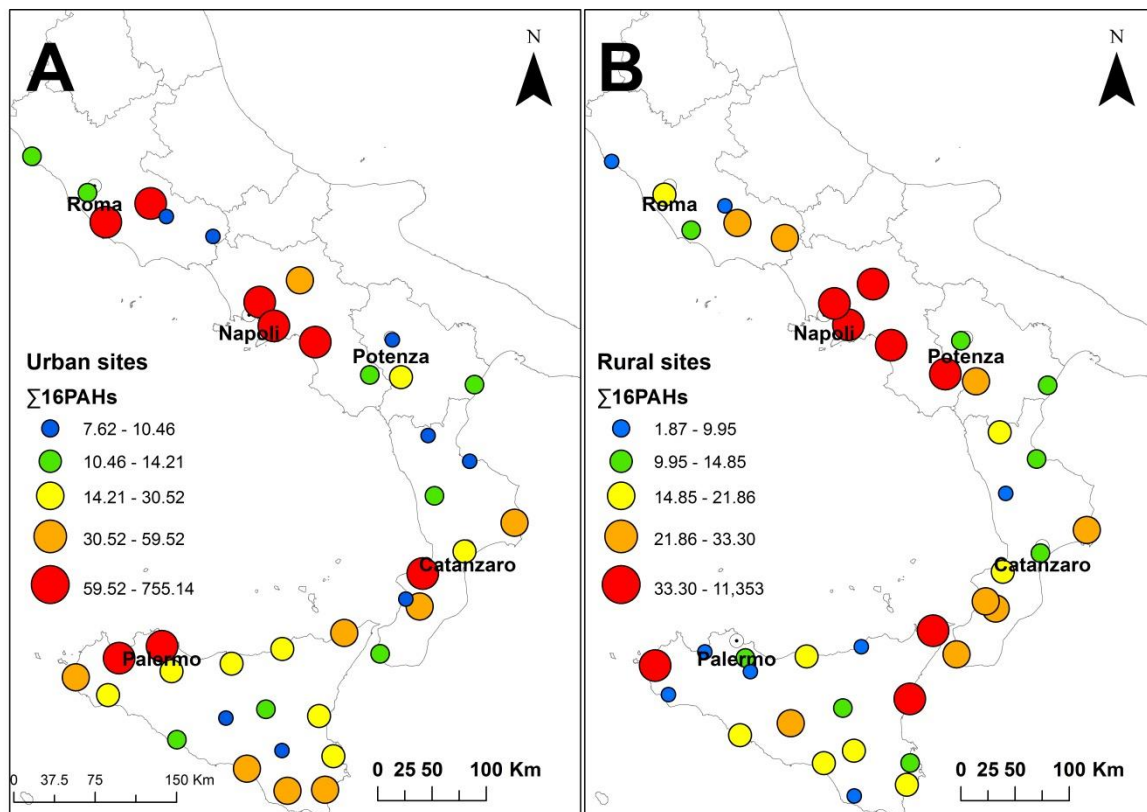 A
N
Roma
Napoli
Potenza
Urban sites
∑16PAHs
7.62 - 10.46
10.46 - 14.21
14.21 - 30.52
30.52 - 59.52
59.52 - 755.14
Catanzaro
Palermo
0 37.5 75 150 Km
0 25 50 100 Km
B
N
Roma
Napoli
Potenza
Rural sites
∑16PAHs
1.87 - 9.95
9.95 - 14.85
14.85 - 21.86
21.86 - 33.30
33.30 - 11,353
Catanzaro
Palermo
0 25 50 100 Km